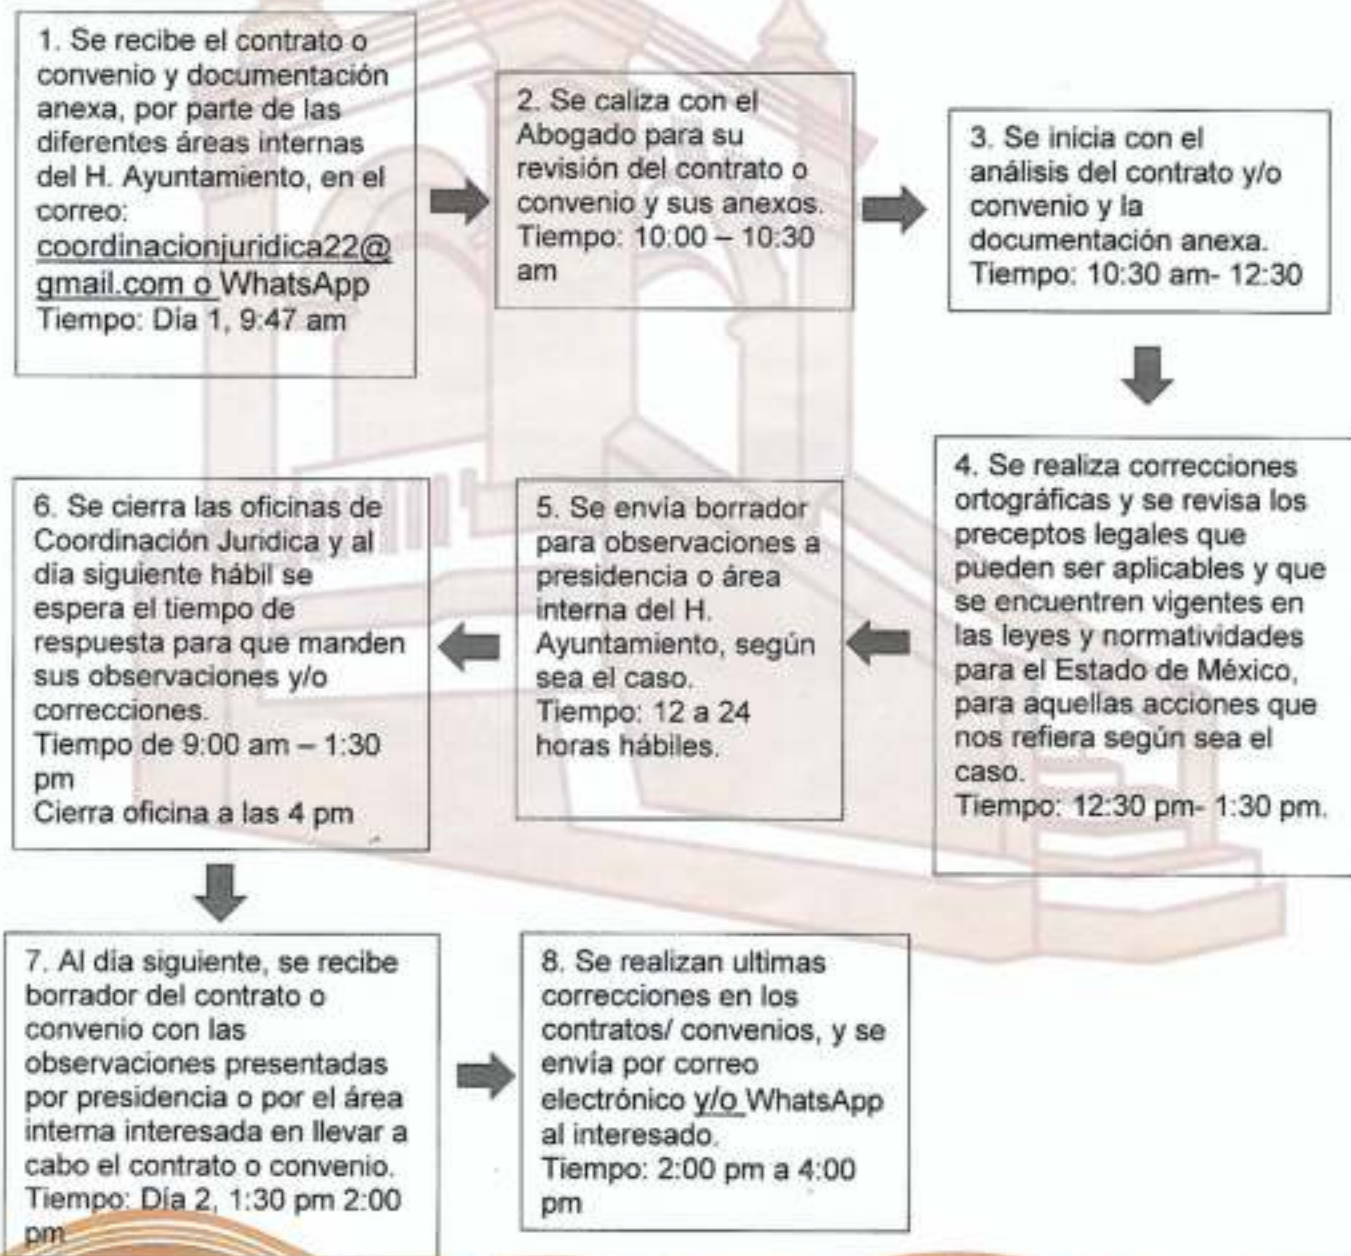 1. Se recibe el contrato o
convenio y documentación
anexa, por parte de las
diferentes áreas internas
del H. Ayuntamiento, en el
correo:
coordinacionjuridica22@
gmail.com o WhatsApp
Tiempo: Día 1, 9:47 am
2. Se caliza con el
Abogado para su
revisión del contrato o
convenio y sus anexos.
Tiempo: 10:00 – 10:30
am
3. Se inicia con el
análisis del contrato y/o
convenio y la
documentación anexa.
Tiempo: 10:30 am- 12:30
4. Se realiza correcciones
ortográficas y se revisa los
preceptos legales que
pueden ser aplicables y que
se encuentren vigentes en
las leyes y normatividades
para el Estado de México,
para aquellas acciones que
nos refiera según sea el
caso.
Tiempo: 12:30 pm- 1:30 pm.
5. Se envía borrador
para observaciones a
presidencia o área
interna del H.
Ayuntamiento, según
sea el caso.
Tiempo: 12 a 24
horas hábiles.
6. Se cierra las oficinas de
Coordinación Juridica y al
día siguiente hábil se
espera el tiempo de
respuesta para que manden
sus observaciones y/o
correcciones.
Tiempo de 9:00 am – 1:30
pm
Cierra oficina a las 4 pm
7. Al día siguiente, se recibe
borrador del contrato o
convenio con las
observaciones presentadas
por presidencia o por el área
interna interesada en llevar a
cabo el contrato o convenio.
Tiempo: Día 2, 1:30 pm 2:00
pm
8. Se realizan ultimas
correcciones en los
contratos/ convenios, y se
envía por correo
electrónico y/o WhatsApp
al interesado.
Tiempo: 2:00 pm a 4:00
pm